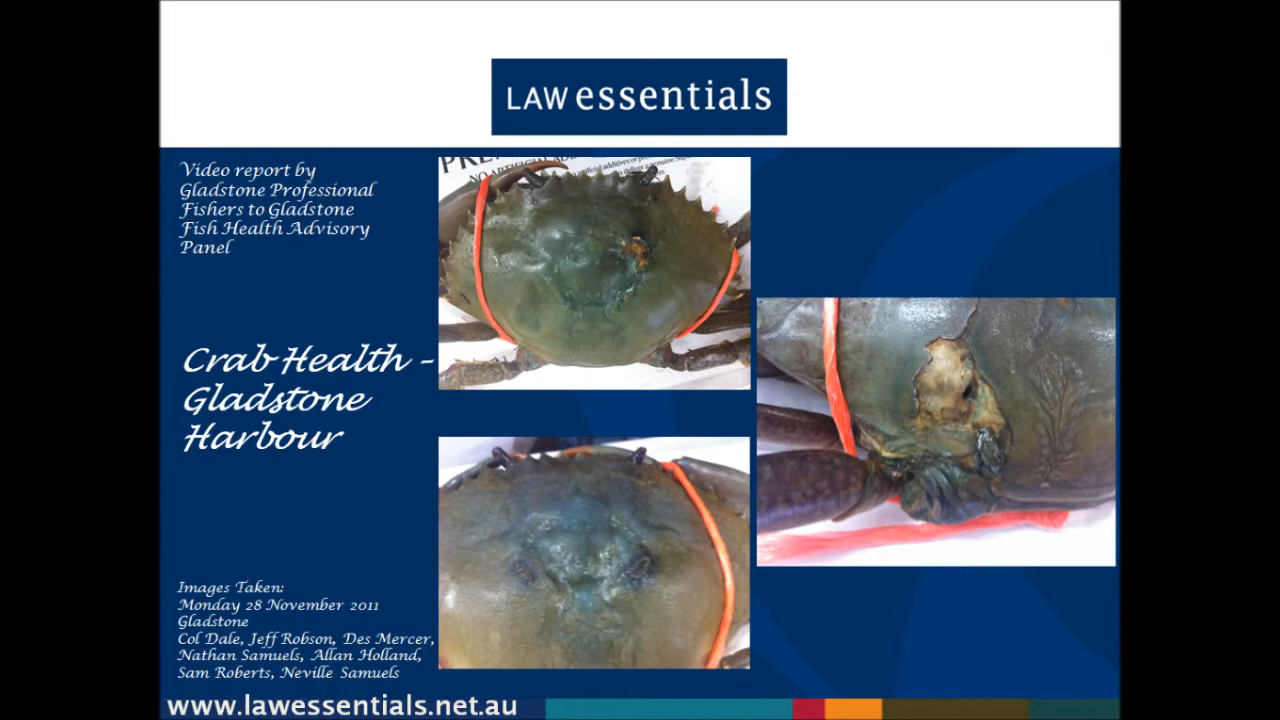 LAW essentials
Video report by
Gladstone Professional
Fishers to Gladstone
Fish Health Advisory
Panel
NO ARTIFICIAL
Crab Health -
Gladstone
Harbour
Images Taken:
Monday 28 November 2011
Gladstone
Col Dale, Jeff Robson, Des Mercer,
Nathan Samuels, Allan Holland,
Sam Roberts, Neville Samuels
www.lawessentials.net.au